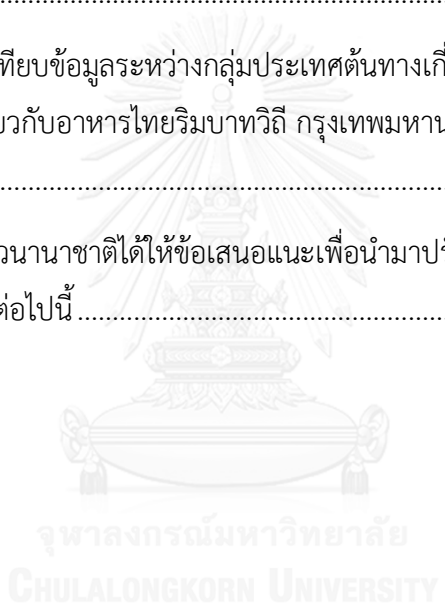 ................................................................
ทียบข้อมูลระหว่างกลุ่มประเทศต้นทางเกี่
ยวกับอาหารไทยริมบาทวิถี กรุงเทพมหาน
................................................................
วนานาชาติได้ให้ข้อเสนอแนะเพื่อนำมาปรั
ต่อไปนี้ ................................................................
จุฬาลงกรณ์มหาวิทยาลัย
CHULALONGKORN UNIVERSITY